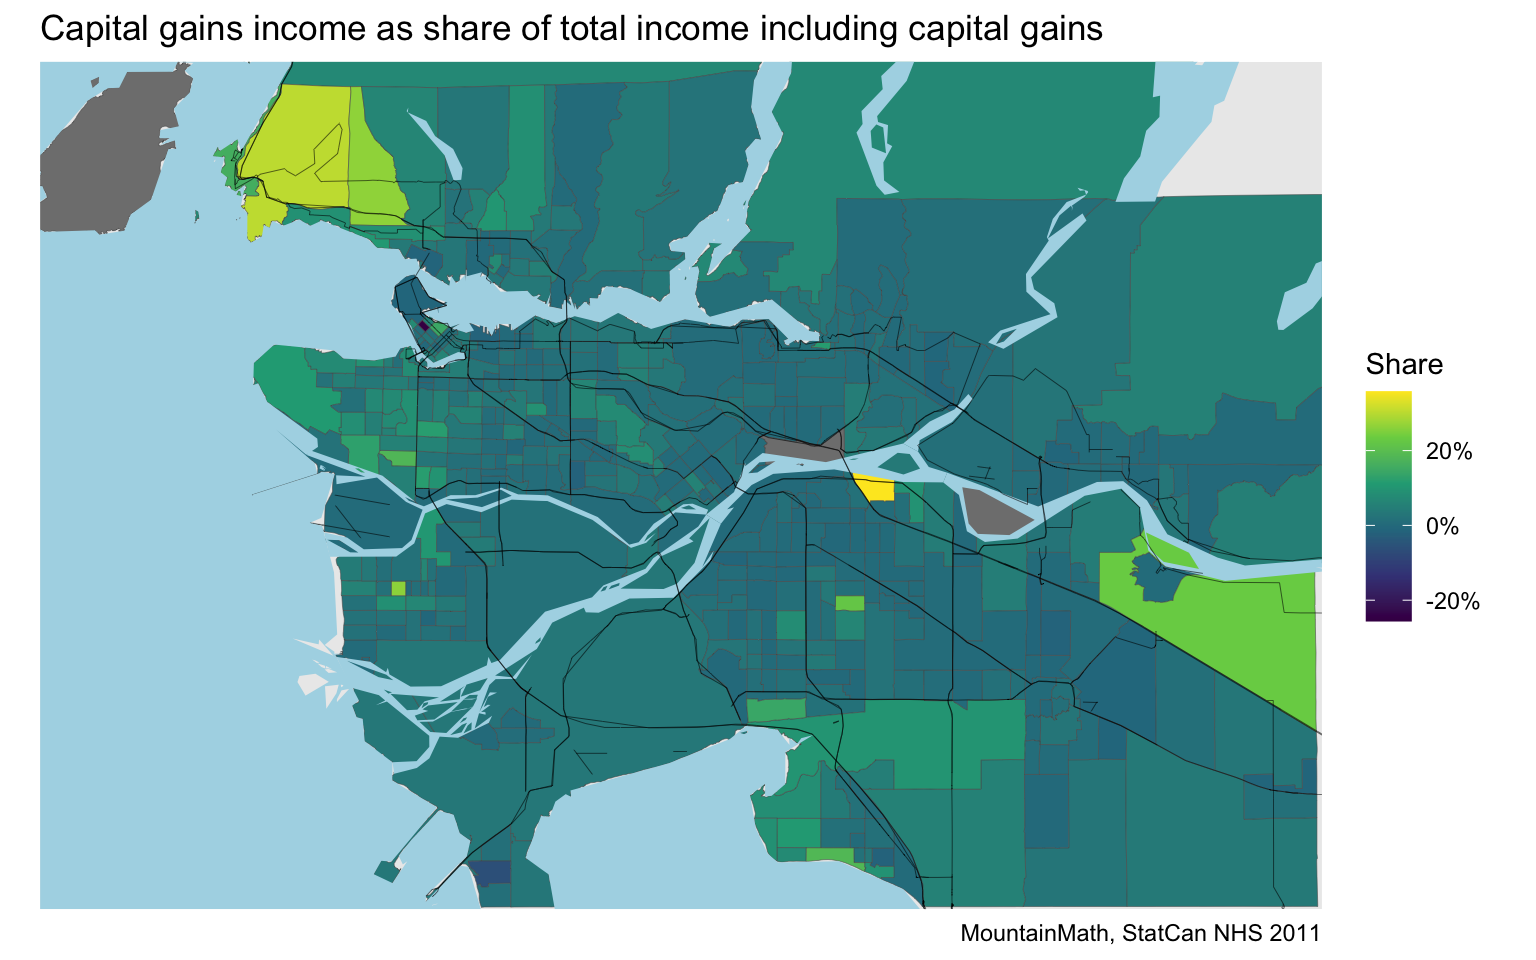 Capital gains income as share of total income including capital gains
Share
20%
0%
-20%
MountainMath, StatCan NHS 2011